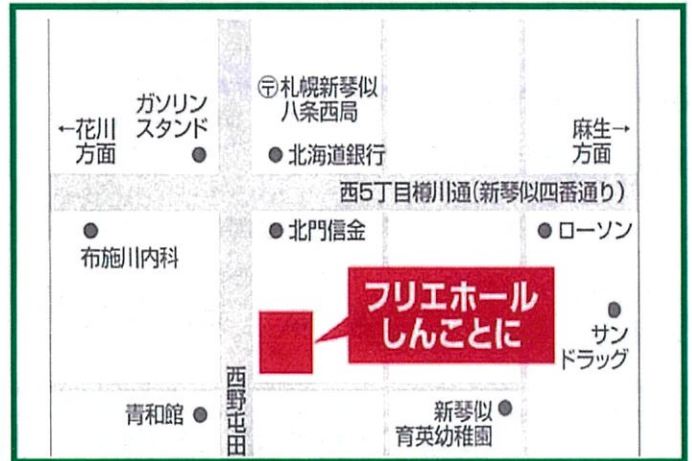 〶札幌新琴似
八条西局
ガソリン
スタンド
←花川
方面
北海道銀行
麻生→
方面
西5丁目樽川通(新琴似四番通り)
布施川内科
北門信金
ローソン
フリエホール
しんことに
サン
ドラッグ
西野屯田
青和館
新琴似
育英幼稚園